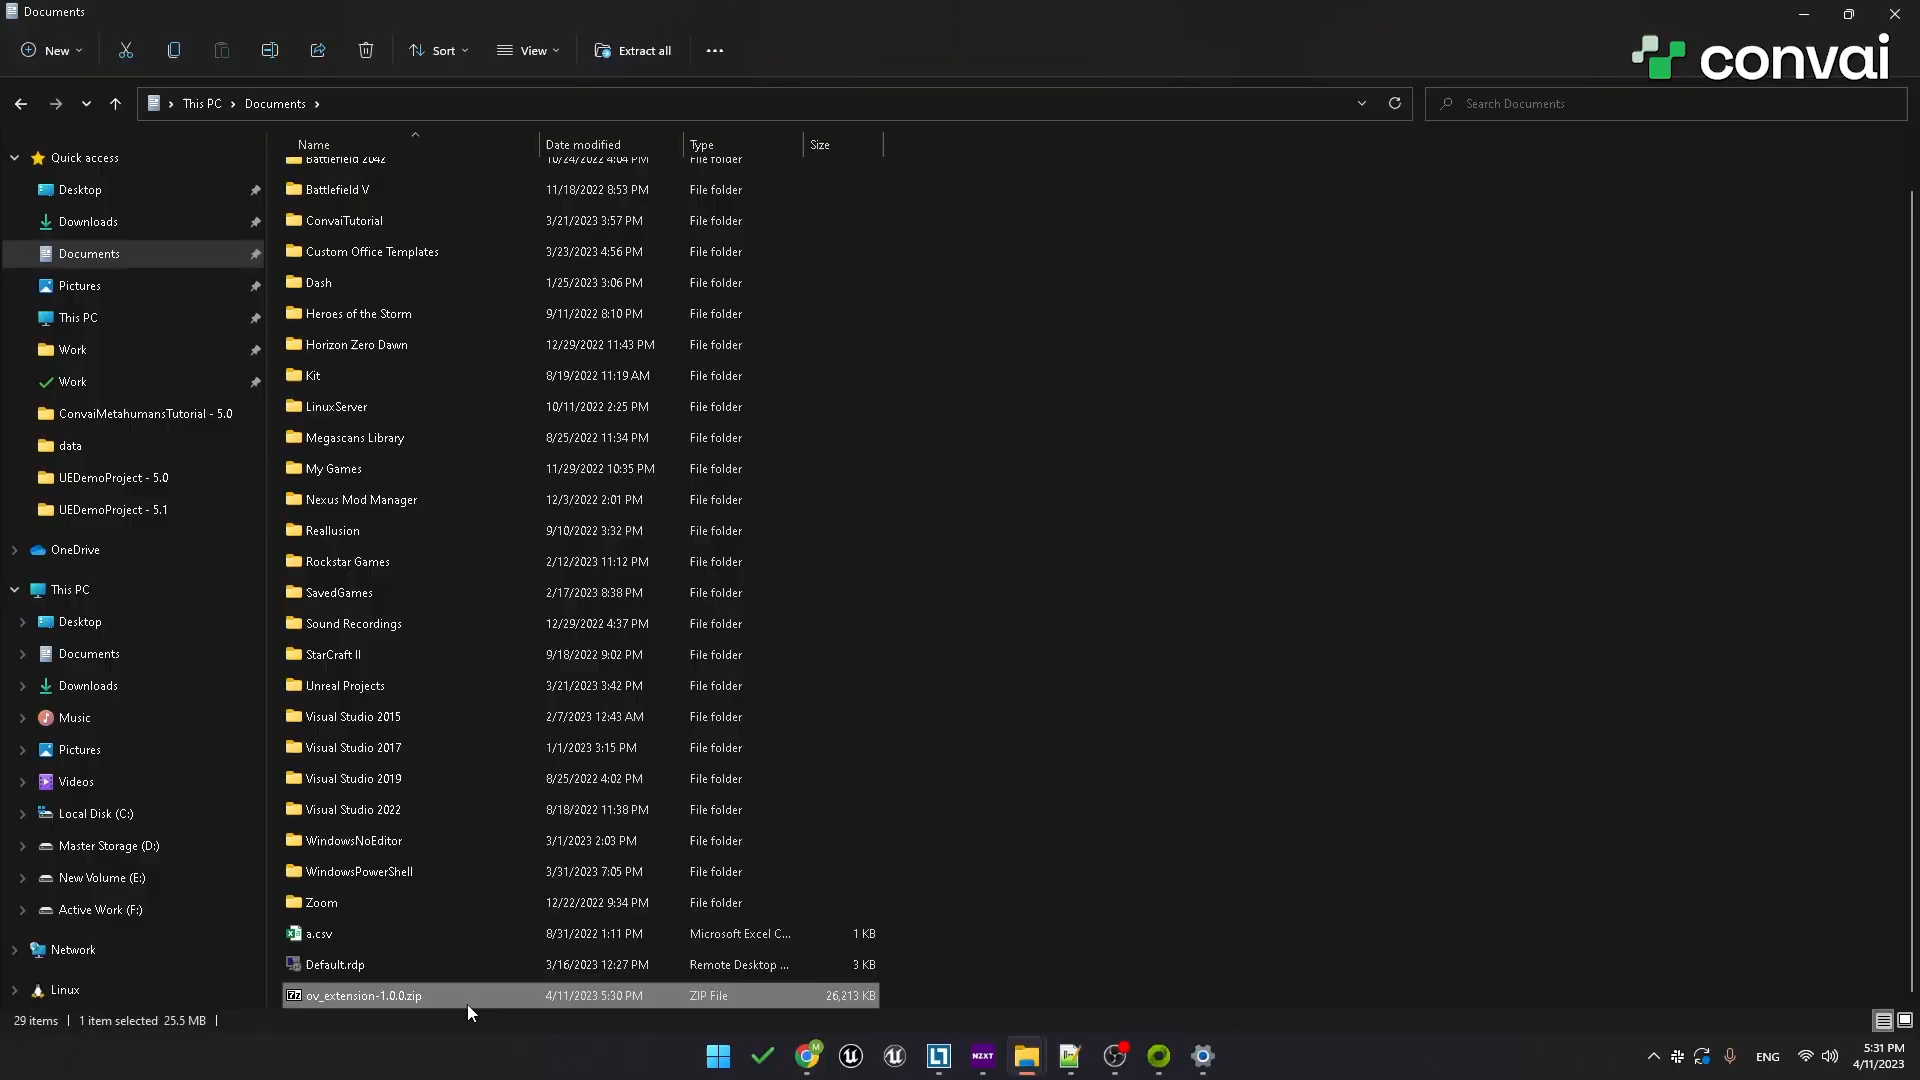 Documents
New
Sort
View
Extract all
convai
This PC
Documents
Search Documents
Name
Date modified
Type
Size
Quick access
Desktop
Downloads
Documents
Pictures
This PC
Work
Work
ConvaiMetahumansTutorial - 5.0
data
UEDemoProject - 5.0
UEDemoProject - 5.1
OneDrive
This PC
Desktop
Documents
Downloads
Music
Pictures
Videos
Local Disk (C:)
Master Storage (D:)
New Volume (E:)
Active Work (F:)
Network
Linux
Battlefield 2042 10/24/2022 4:04 PM File folder
Battlefield V 11/18/2022 8:53 PM File folder
ConvaiTutorial 3/21/2023 3:57 PM File folder
Custom Office Templates 3/23/2023 4:56 PM File folder
Dash 1/25/2023 3:06 PM File folder
Heroes of the Storm 9/11/2022 8:10 PM File folder
Horizon Zero Dawn 12/29/2022 11:43 PM File folder
Kit 8/19/2022 11:19 AM File folder
LinuxServer 10/11/2022 2:25 PM File folder
Megascans Library 8/25/2022 11:34 PM File folder
My Games 11/29/2022 10:35 PM File folder
Nexus Mod Manager 12/3/2022 2:01 PM File folder
Reallusion 9/10/2022 3:32 PM File folder
Rockstar Games 2/12/2023 11:12 PM File folder
SavedGames 2/17/2023 8:38 PM File folder
Sound Recordings 12/29/2022 4:37 PM File folder
StarCraft II 9/18/2022 9:02 PM File folder
Unreal Projects 3/21/2023 3:42 PM File folder
Visual Studio 2015 2/7/2023 12:43 AM File folder
Visual Studio 2017 1/1/2023 3:15 PM File folder
Visual Studio 2019 8/25/2022 4:02 PM File folder
Visual Studio 2022 8/18/2022 11:38 PM File folder
WindowsNoEditor 3/1/2023 2:03 PM File folder
WindowsPowerShell 3/31/2023 7:05 PM File folder
Zoom 12/22/2022 9:34 PM File folder
a.csv 8/31/2022 1:11 PM Microsoft Excel C... 1 KB
Default.rdp 3/16/2023 12:27 PM Remote Desktop ... 3 KB
ov_extension-1.0.0.zip 4/11/2023 5:30 PM ZIP File 26,213 KB
29 items 1 item selected 25.5 MB
M
NZXT
ENG
5:31 PM
4/11/2023